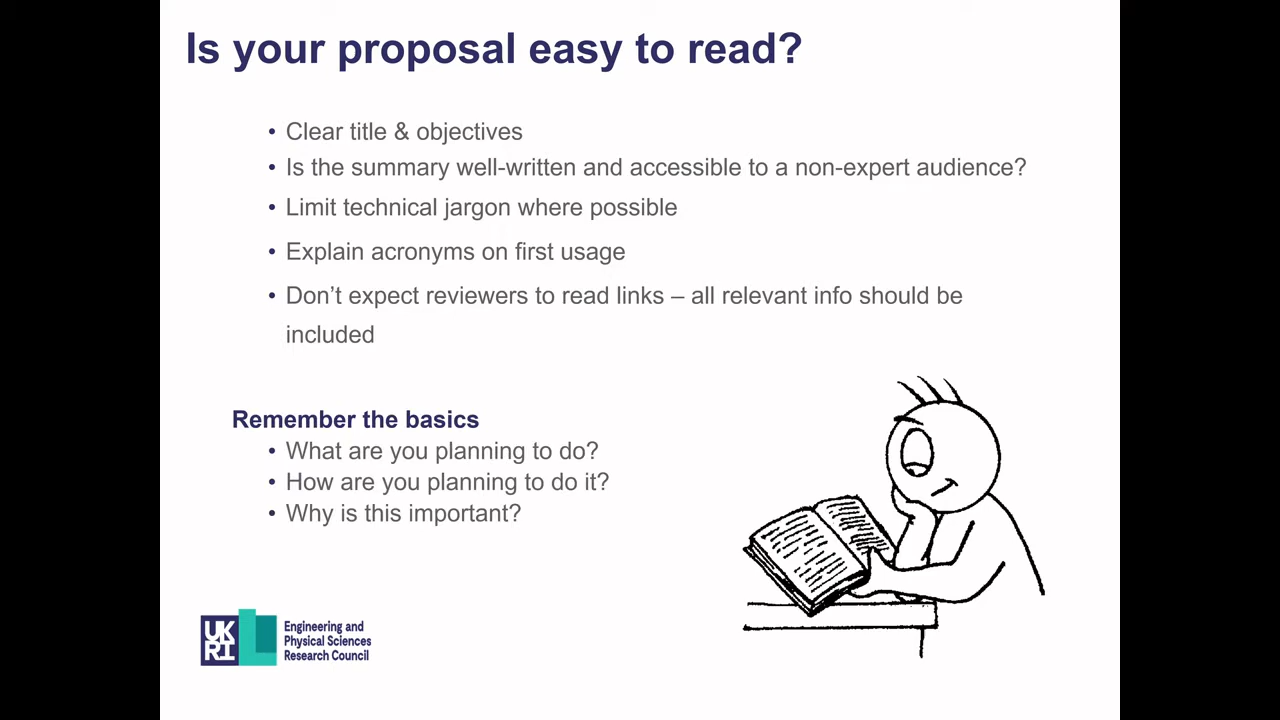 Is your proposal easy to read?
• Clear title & objectives
• Is the summary well-written and accessible to a non-expert audience?
• Limit technical jargon where possible
• Explain acronyms on first usage
• Don’t expect reviewers to read links – all relevant info should be
included
Remember the basics
• What are you planning to do?
• How are you planning to do it?
• Why is this important?
UK
RI
Engineering and
Physical Sciences
Research Council